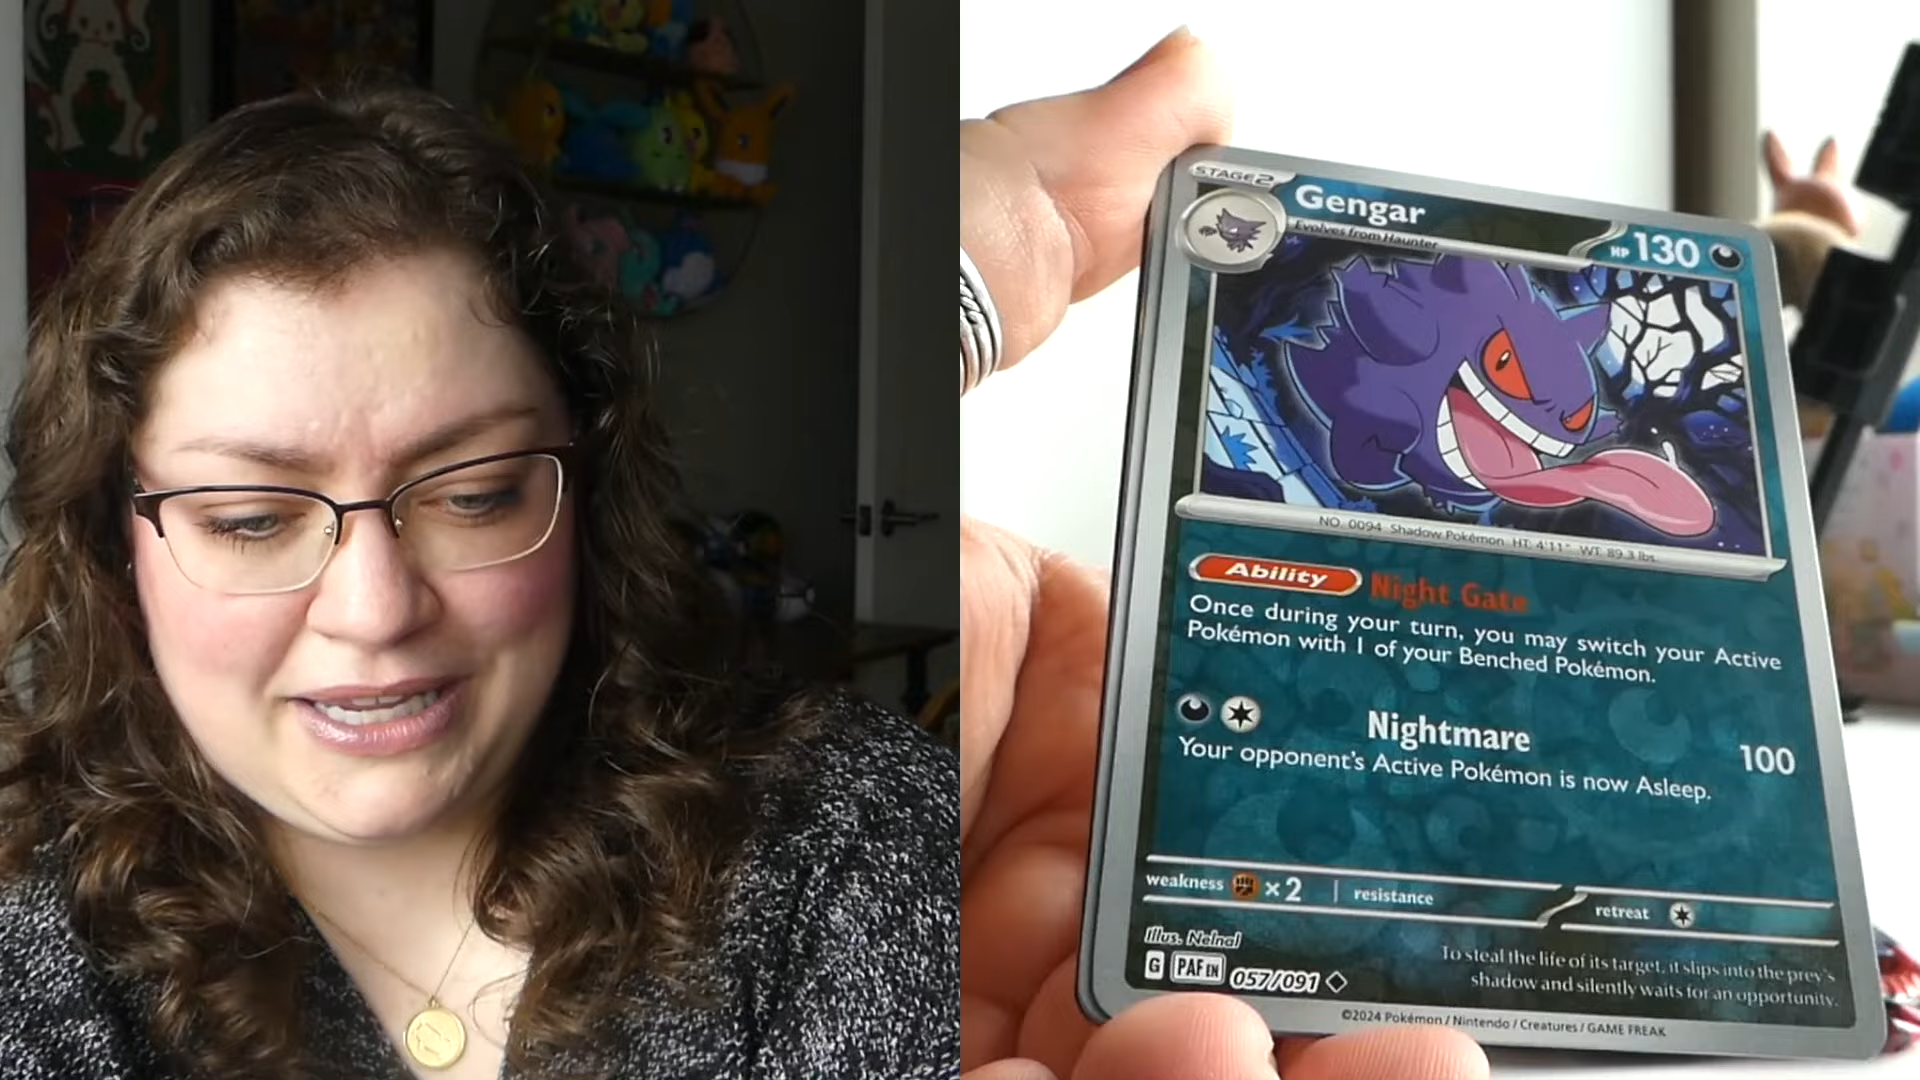 STAGE 2
Gengar
Evolves from Haunter
HP 130
NO. 0094 Shadow Pokémon HT: 4'11" WT: 89.3 lbs.
Ability Night Gate
Once during your turn, you may switch your Active
Pokémon with 1 of your Benched Pokémon.
Nightmare 100
Your opponent's Active Pokémon is now Asleep.
weakness ×2 resistance retreat
Illus. Nelnal
G PAF EN 057/091
To steal the life of its target, it slips into the prey's
shadow and silently waits for an opportunity.
©2024 Pokémon / Nintendo / Creatures / GAME FREAK